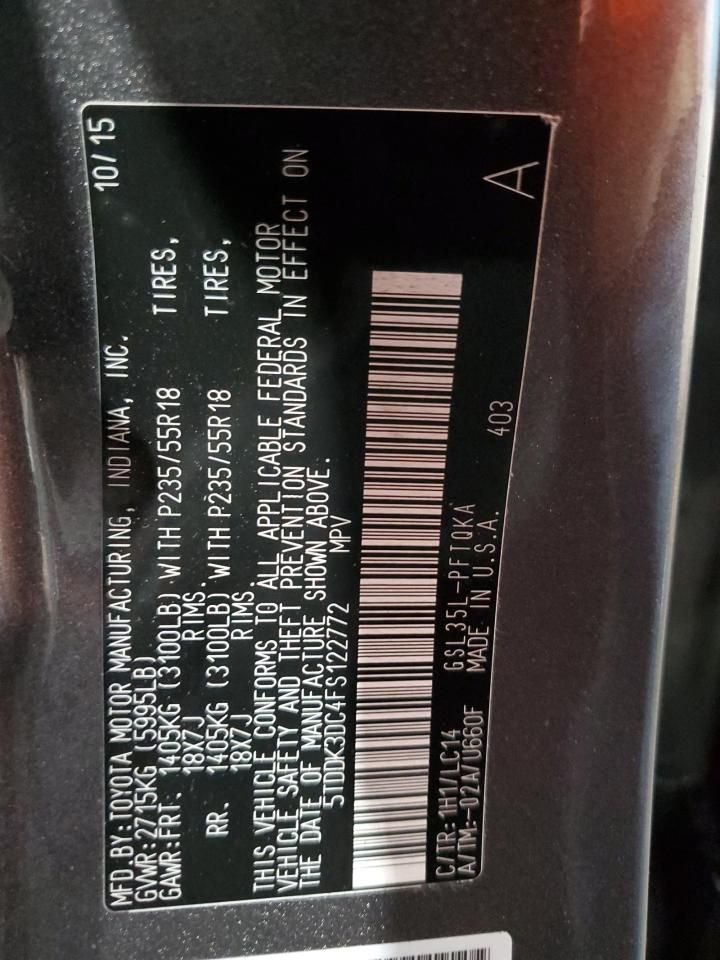 MFD. BY: TOYOTA MOTOR MANUFACTURING, INDIANA, INC. 10/15
GVWR: 2715KG (5995LB)
GAWR: FRT. 1405KG (3100LB) WITH P235/55R18 TIRES,
18X7J RIMS.
RR. 1405KG (3100LB) WITH P235/55R18 TIRES,
18X7J RIMS.
THIS VEHICLE CONFORMS TO ALL APPLICABLE FEDERAL MOTOR
VEHICLE SAFETY AND THEFT PREVENTION STANDARDS IN EFFECT ON
THE DATE OF MANUFACTURE SHOWN ABOVE.
5TDDK3DC4FS122772 MPV
C/TR: 1H1/LC14 GSL35L-PFTQKA
A/TM: -02A/U660F MADE IN U.S.A. 403 A